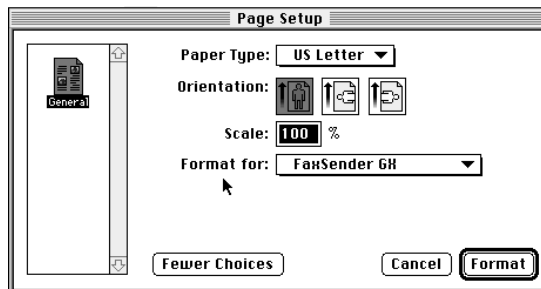 Page Setup
General
Paper Type: US Letter
Orientation:
Scale: 100 %
Format for: FaxSender GX
Fewer Choices
Cancel
Format